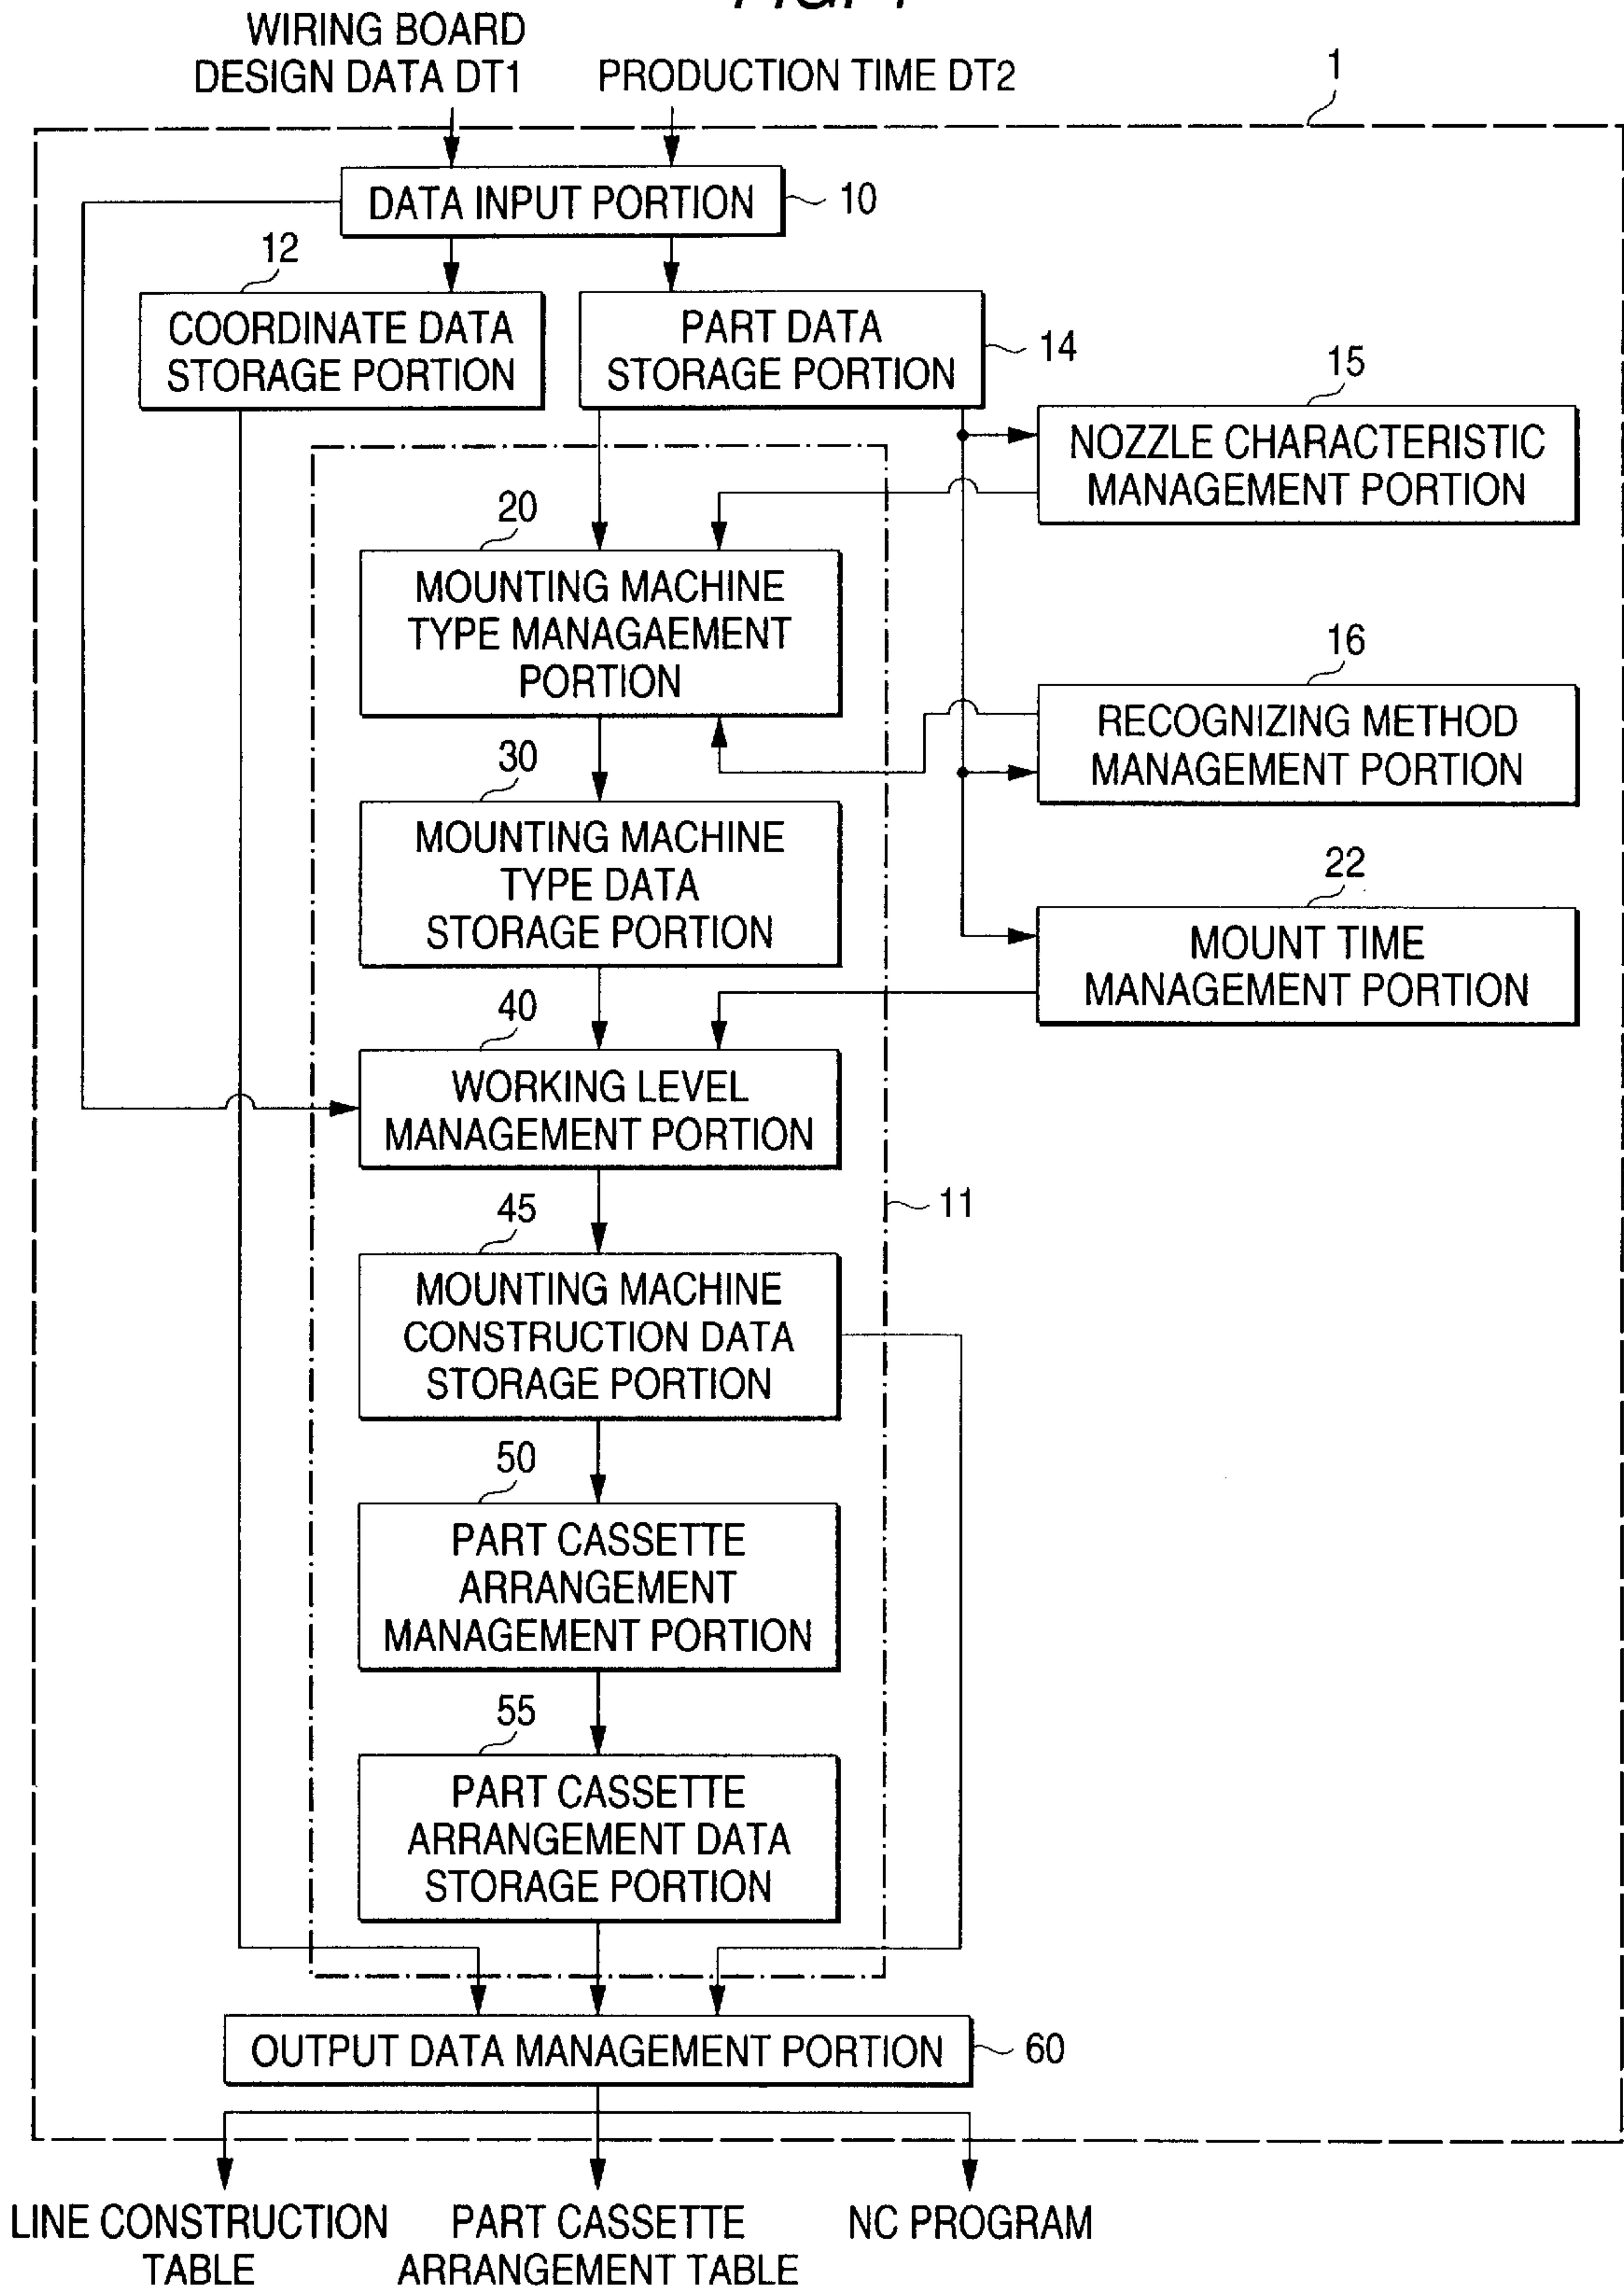 WIRING BOARD
DESIGN DATA DT1
PRODUCTION TIME DT2
1
DATA INPUT PORTION
10
12
COORDINATE DATA
STORAGE PORTION
PART DATA
STORAGE PORTION
14
15
NOZZLE CHARACTERISTIC
MANAGEMENT PORTION
20
MOUNTING MACHINE
TYPE MANAGAEMENT
PORTION
16
RECOGNIZING METHOD
MANAGEMENT PORTION
30
MOUNTING MACHINE
TYPE DATA
STORAGE PORTION
22
MOUNT TIME
MANAGEMENT PORTION
40
WORKING LEVEL
MANAGEMENT PORTION
11
45
MOUNTING MACHINE
CONSTRUCTION DATA
STORAGE PORTION
50
PART CASSETTE
ARRANGEMENT
MANAGEMENT PORTION
55
PART CASSETTE
ARRANGEMENT DATA
STORAGE PORTION
OUTPUT DATA MANAGEMENT PORTION
60
LINE CONSTRUCTION
TABLE
PART CASSETTE
ARRANGEMENT TABLE
NC PROGRAM